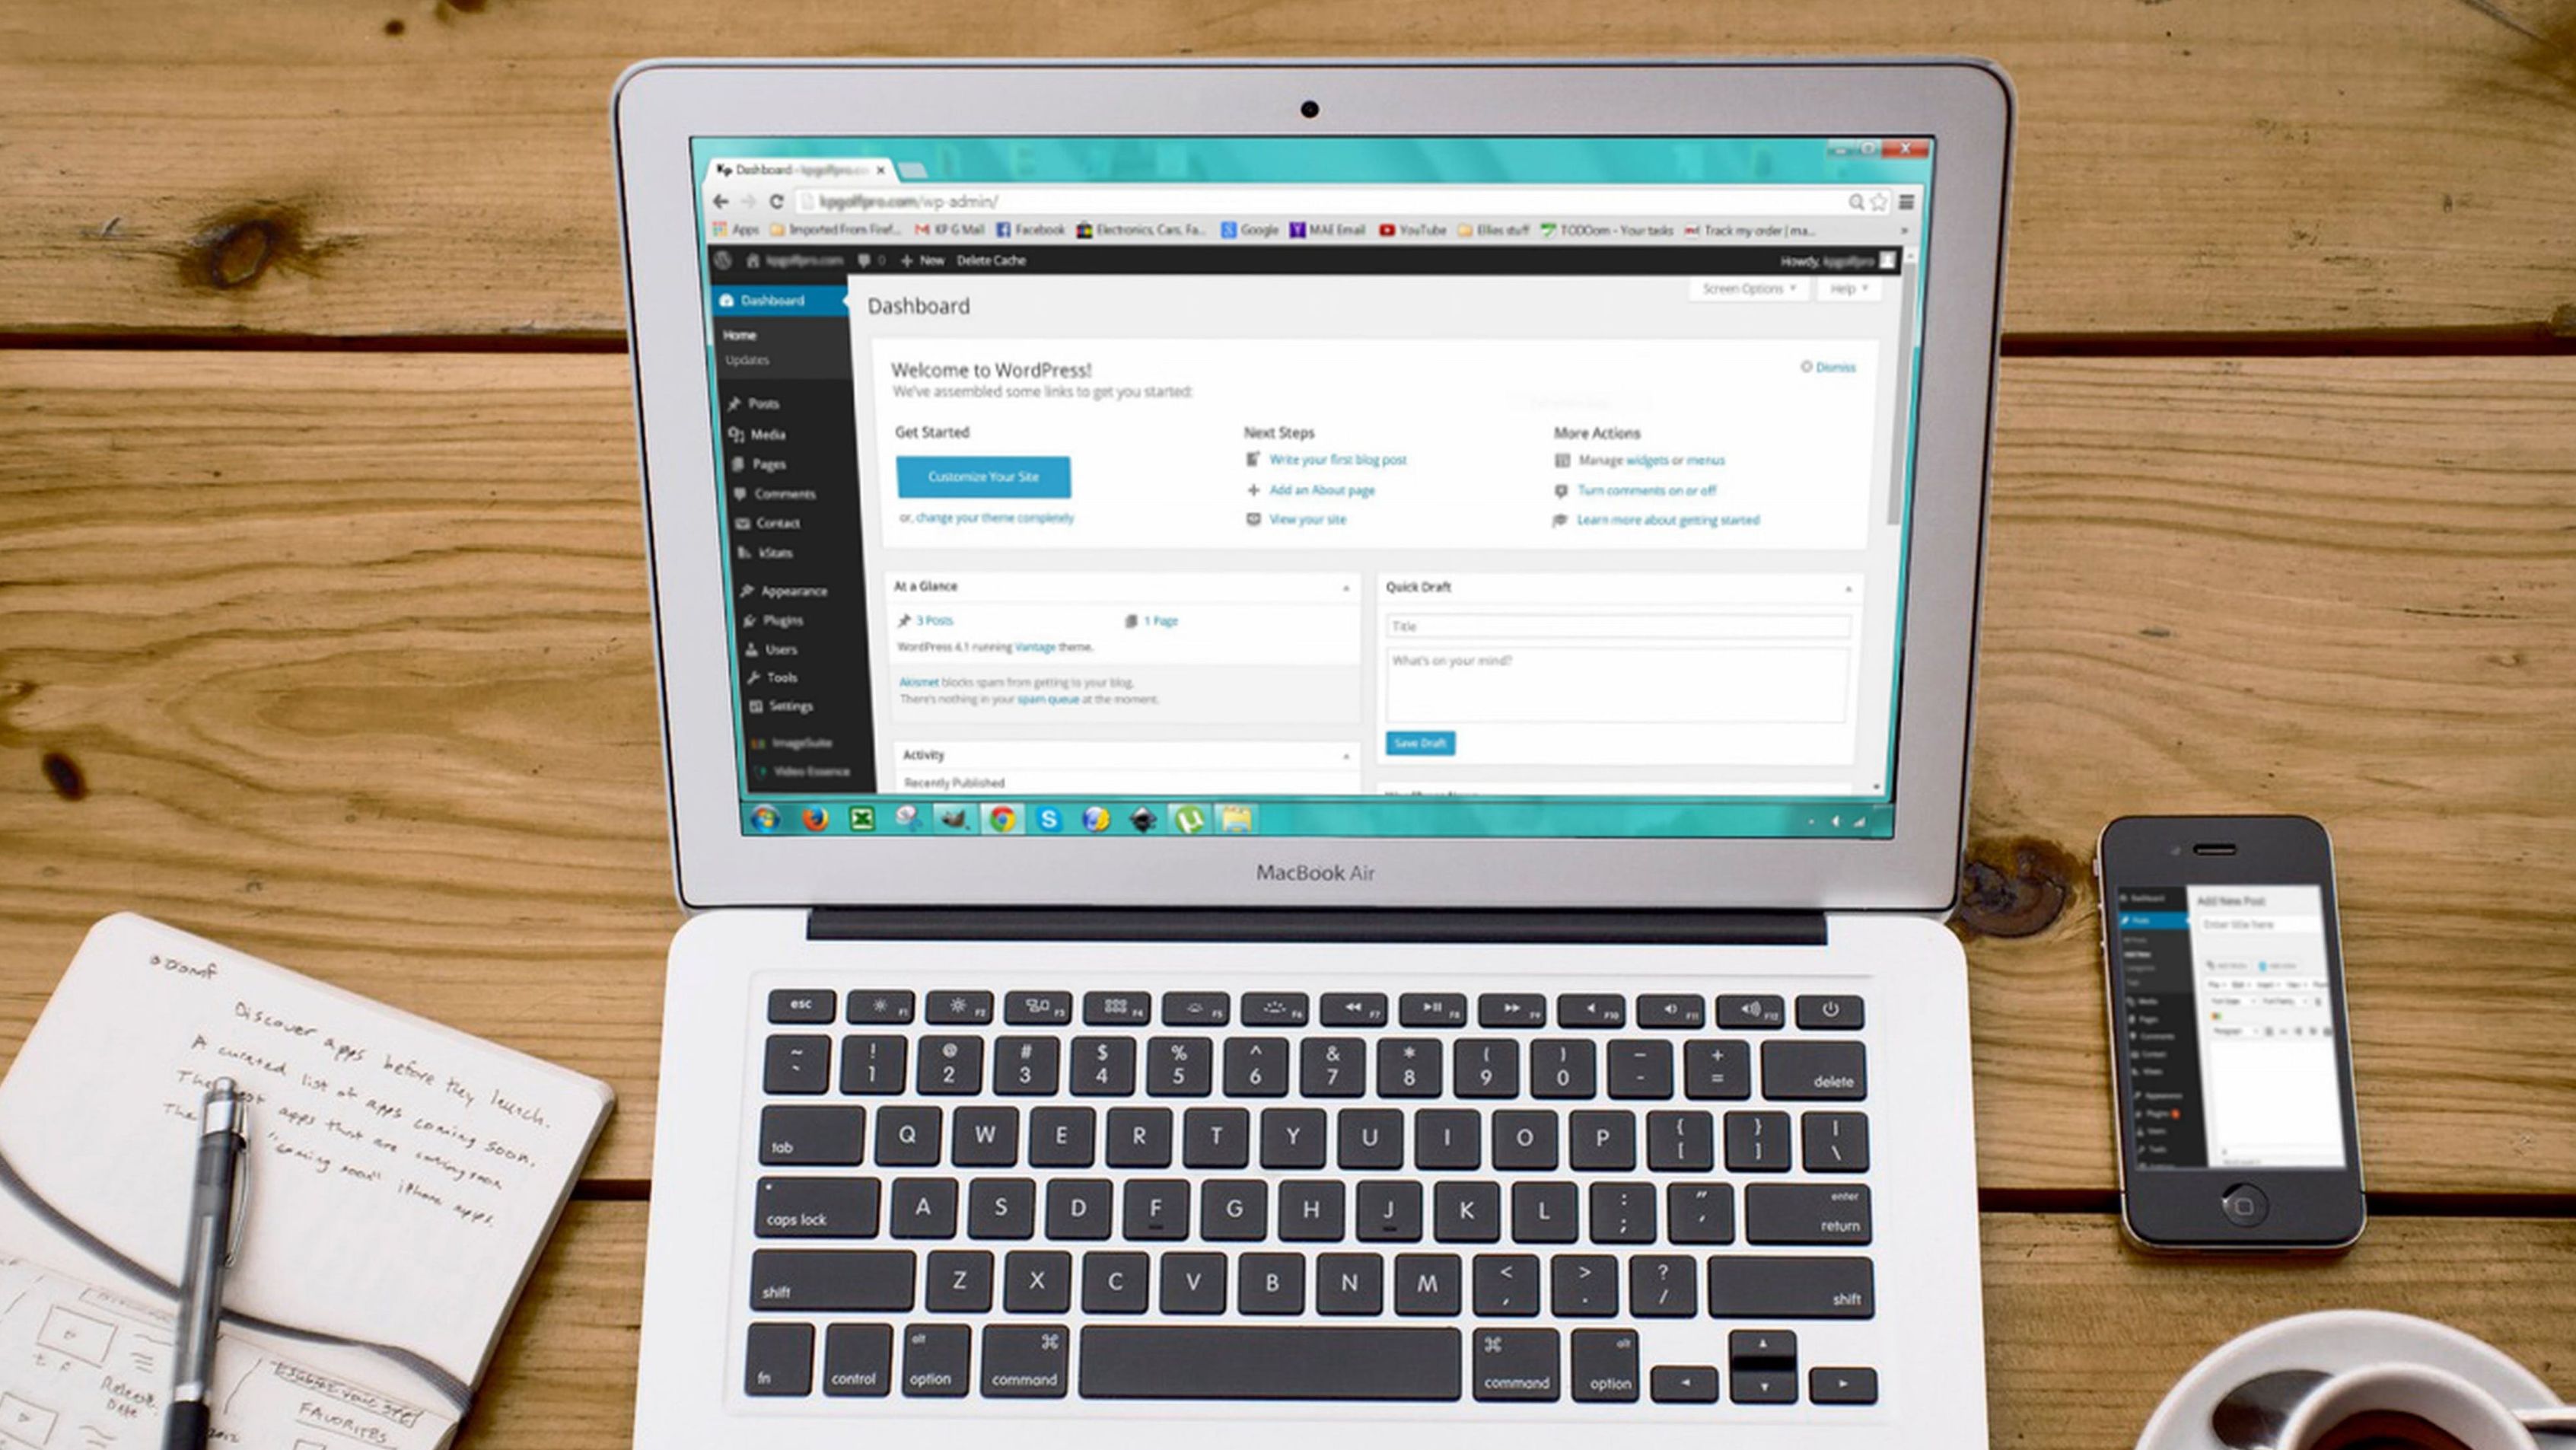 Dashboard - kpgolfpro.co
kpgolfpro.com/wp-admin/
Apps Imported From Firef... KP G Mail Facebook Electronics, Cars, Fa... Google MAE Email YouTube Ellies stuff TODOom - Your tasks Track my order | ma... »
kpgolfpro.com 0 + New Delete Cache Howdy, kpgolfpro
Dashboard
Home
Updates
Posts
Media
Pages
Comments
Contact
kStats
Appearance
Plugins
Users
Tools
Settings
ImageSuite
Video Essence
Screen Options Help
Dashboard
Welcome to WordPress!
Dismiss
We've assembled some links to get you started:
Get Started
Customize Your Site
or, change your theme completely
Next Steps
Write your first blog post
Add an About page
View your site
More Actions
Manage widgets or menus
Turn comments on or off
Learn more about getting started
At a Glance
3 Posts 1 Page
WordPress 4.1 running Vantage theme.
Akismet blocks spam from getting to your blog.
There's nothing in your spam queue at the moment.
Activity
Recently Published
Quick Draft
Title
What's on your mind?
Save Draft
MacBook Air
esc F1 F2 F3 F4 F5 F6 F7 F8 F9 F10 F11 F12
~ ! @ # $ % ^ & * ( ) — +
` 1 2 3 4 5 6 7 8 9 0 - = delete
tab Q W E R T Y U I O P { [ } ] | \
caps lock A S D F G H J K L : ; " ' enter return
shift Z X C V B N M < , > . ? / shift
fn control alt option ⌘ command ⌘ command alt option
Discover apps before they launch.
A curated list of apps coming soon.
The apps that are coming soon
The "coming soon" iPhone apps.
Release
Date
FAVORITES
Dashboard
Posts
Add New Post
Enter title here